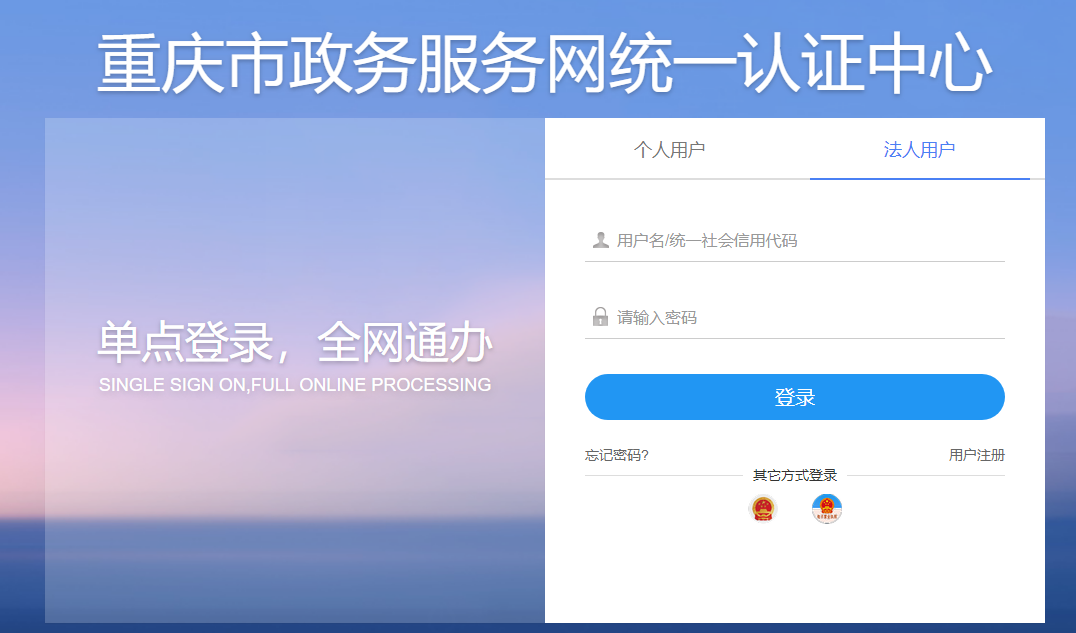 重庆市政务服务网统一认证中心
单点登录，全网通办
SINGLE SIGN ON,FULL ONLINE PROCESSING
个人用户
法人用户
用户名/统一社会信用代码
请输入密码
登录
忘记密码?
用户注册
其它方式登录